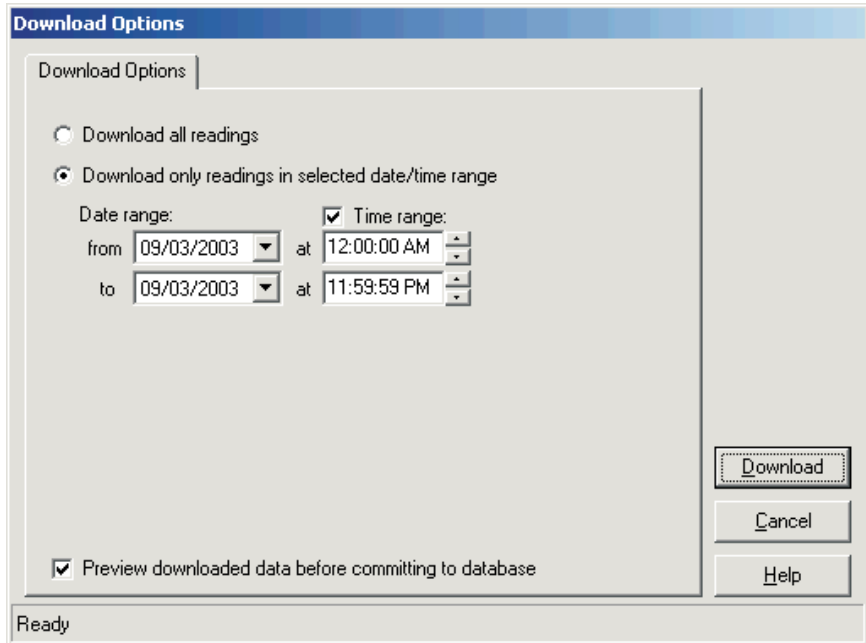 Download Options
Download Options
Download all readings
Download only readings in selected date/time range
Date range: Time range:
from 09/03/2003 at 12:00:00 AM
to 09/03/2003 at 11:59:59 PM
Download
Cancel
Preview downloaded data before committing to database
Help
Ready